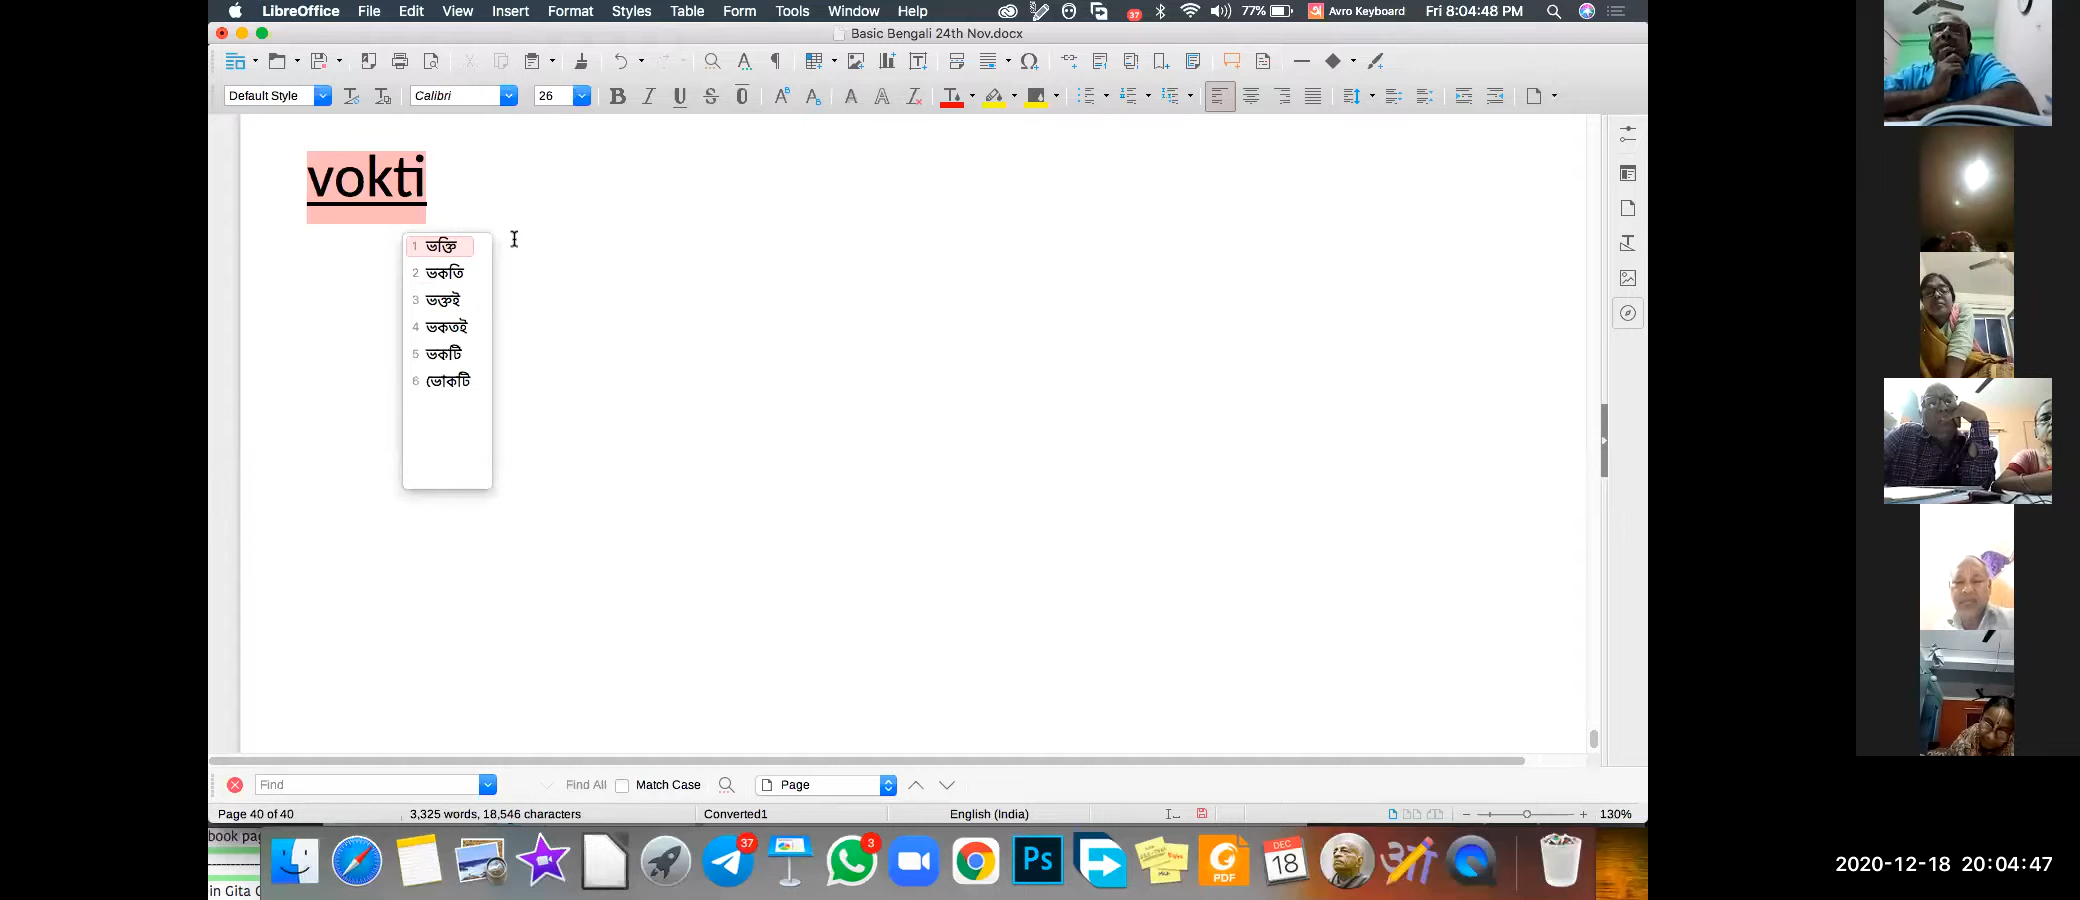 LibreOffice File Edit View Insert Format Styles Table Form Tools Window Help 37 77% Avro Keyboard Fri 8:04:48 PM
Basic Bengali 24th Nov.docx
Default Style Calibri 26
vokti
1 ভক্তি
2 ভকতি
3 ভক্তই
4 ভকতই
5 ভকটি
6 ভোকটি
Find Find All Match Case Page
Page 40 of 40 3,325 words, 18,546 characters Converted1 English (India) 130%
book pa
in Gita
37 3 Ps PDF DEC 18
2020-12-18 20:04:47